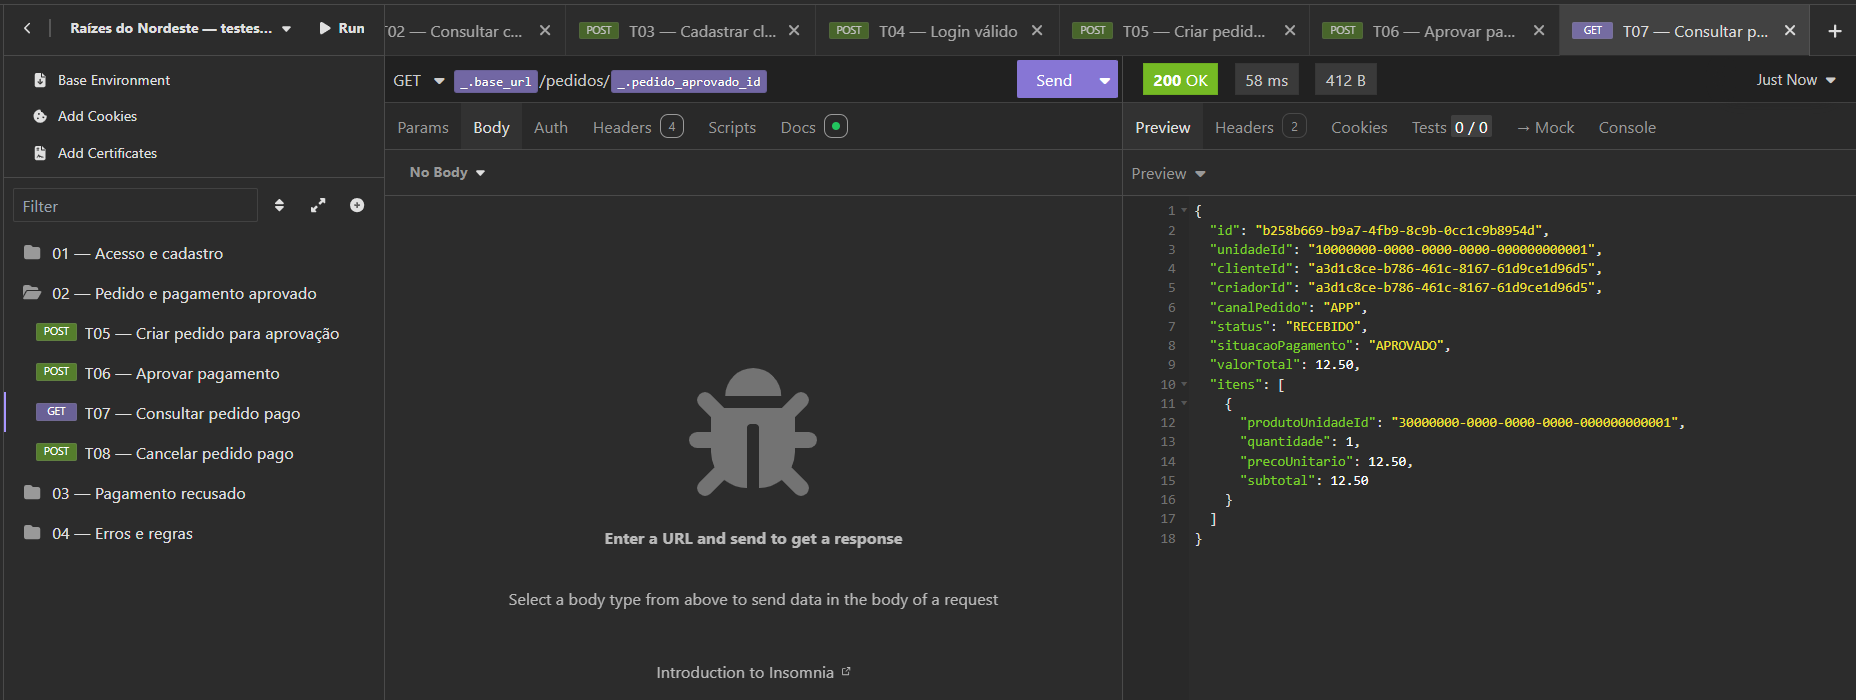 Raízes do Nordeste — testes...
Run
Base Environment
Add Cookies
Add Certificates
Filter
01 — Acesso e cadastro
02 — Pedido e pagamento aprovado
POST T05 — Criar pedido para aprovação
POST T06 — Aprovar pagamento
GET T07 — Consultar pedido pago
POST T08 — Cancelar pedido pago
03 — Pagamento recusado
04 — Erros e regras
T02 — Consultar c...
POST T03 — Cadastrar cl...
POST T04 — Login válido
POST T05 — Criar pedid...
POST T06 — Aprovar pa...
GET T07 — Consultar p...
GET _.base_url /pedidos/ _.pedido_aprovado_id
Send
Params Body Auth Headers 4 Scripts Docs
No Body
Enter a URL and send to get a response
Select a body type from above to send data in the body of a request
Introduction to Insomnia
200 OK 58 ms 412 B
Just Now
Preview Headers 2 Cookies Tests 0 / 0 → Mock Console
Preview
1 {
2 "id": "b258b669-b9a7-4fb9-8c9b-0cc1c9b8954d",
3 "unidadeId": "10000000-0000-0000-0000-000000000001",
4 "clienteId": "a3d1c8ce-b786-461c-8167-61d9ce1d96d5",
5 "criadorId": "a3d1c8ce-b786-461c-8167-61d9ce1d96d5",
6 "canalPedido": "APP",
7 "status": "RECEBIDO",
8 "situacaoPagamento": "APROVADO",
9 "valorTotal": 12.50,
10 "itens": [
11 {
12 "produtoUnidadeId": "30000000-0000-0000-0000-000000000001",
13 "quantidade": 1,
14 "precoUnitario": 12.50,
15 "subtotal": 12.50
16 }
17 ]
18 }